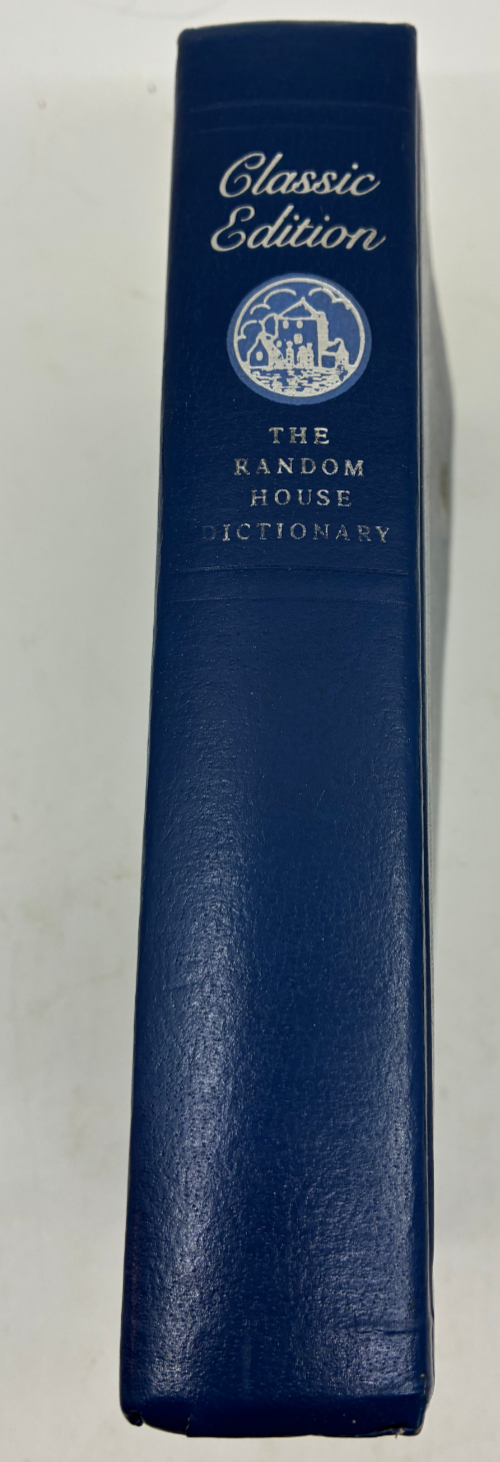 Classic
Edition
THE
RANDOM
HOUSE
DICTIONARY